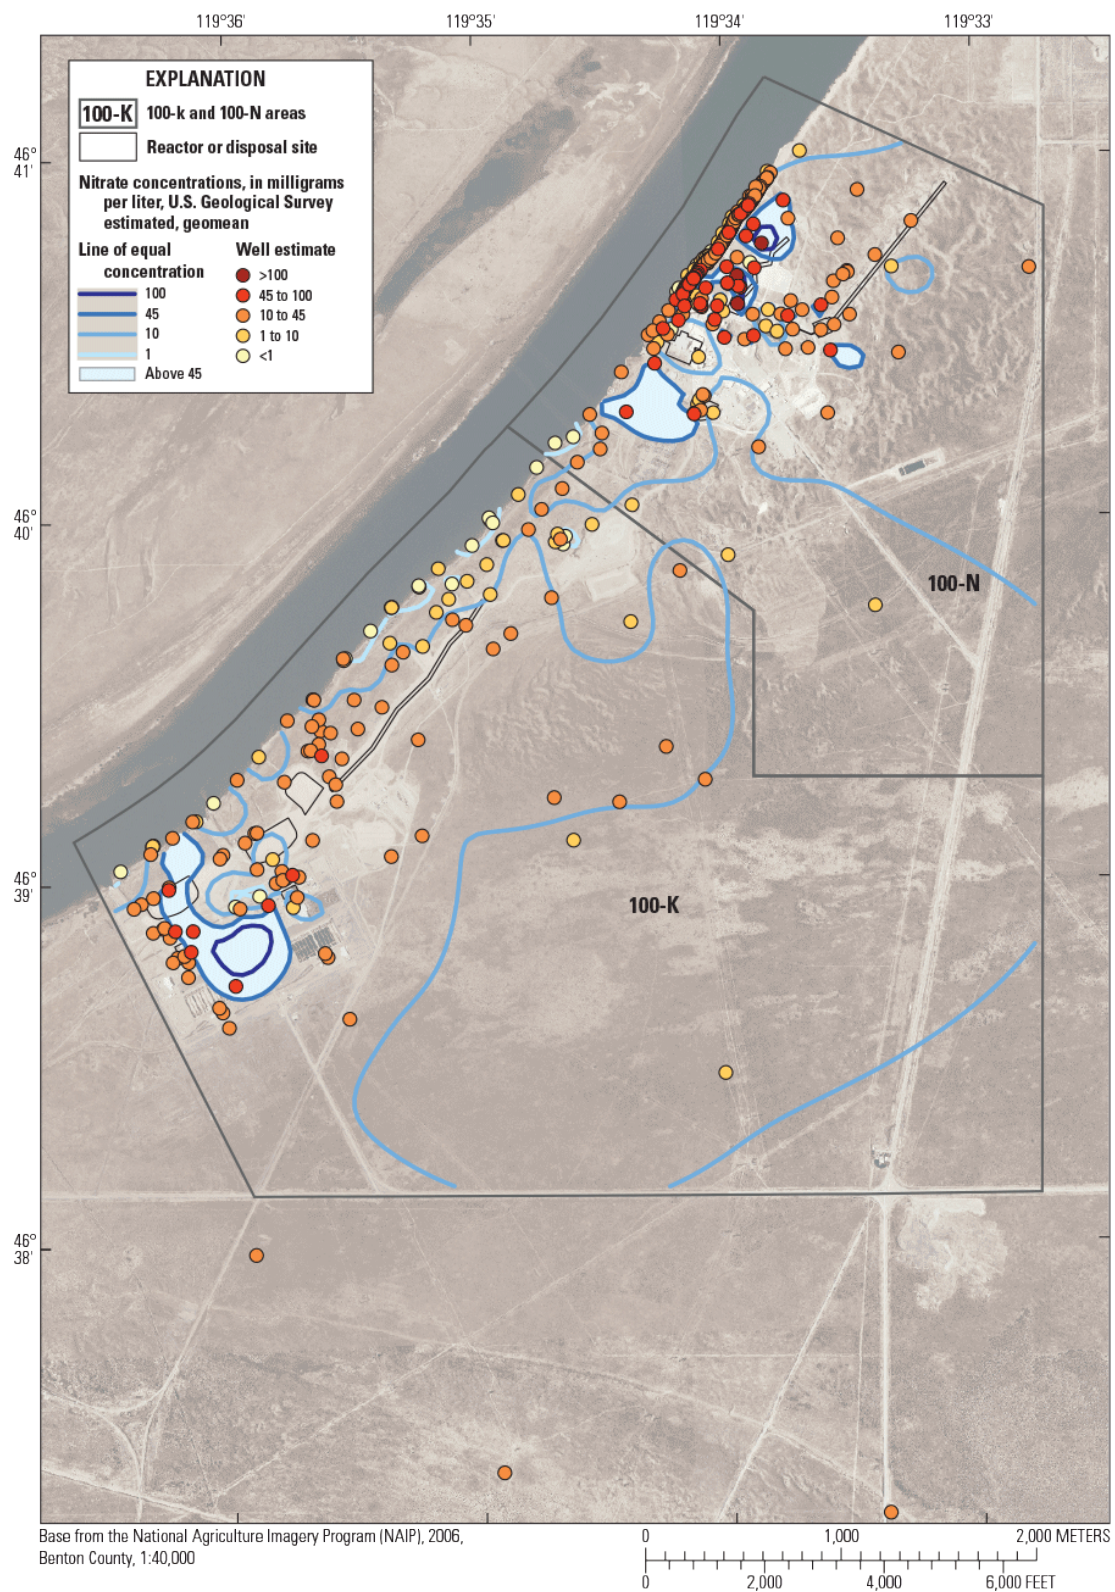 119°36' 119°35' 119°34' 119°33'
EXPLANATION
100-K 100-k and 100-N areas
Reactor or disposal site
Nitrate concentrations, in milligrams
per liter, U.S. Geological Survey
estimated, geomean
Line of equal
concentration
100
45
10
1
Above 45
Well estimate
>100
45 to 100
10 to 45
1 to 10
<1
46°
41'
46°
40'
100-N
46°
39'
100-K
46°
38'
Base from the National Agriculture Imagery Program (NAIP), 2006,
Benton County, 1:40,000
0 1,000 2,000 METERS
0 2,000 4,000 6,000 FEET